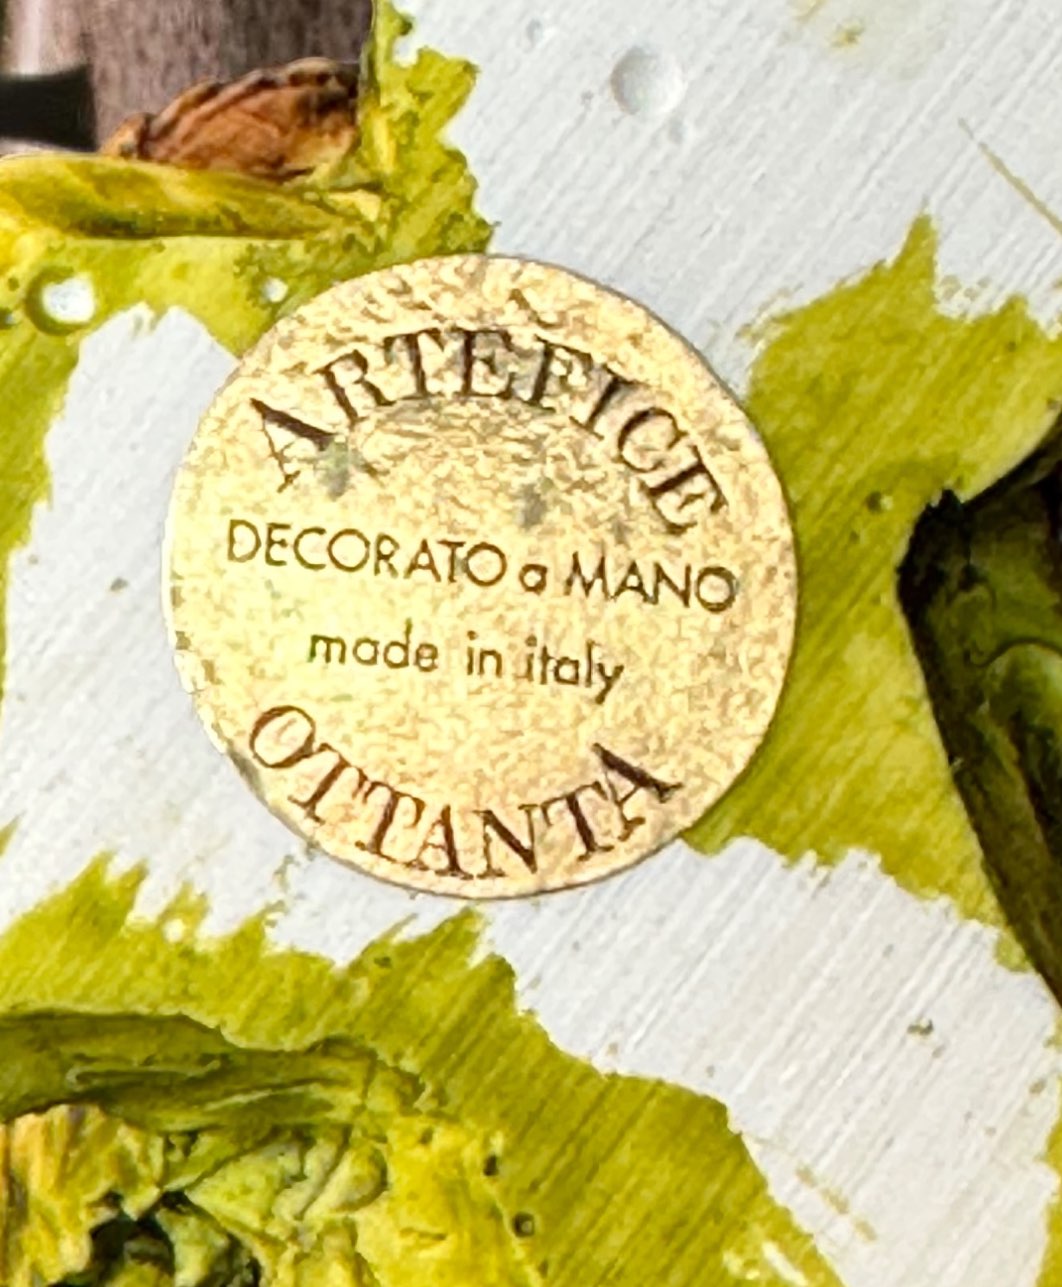 ARTEFICE
DECORATO a MANO
made in italy
OTTANTA